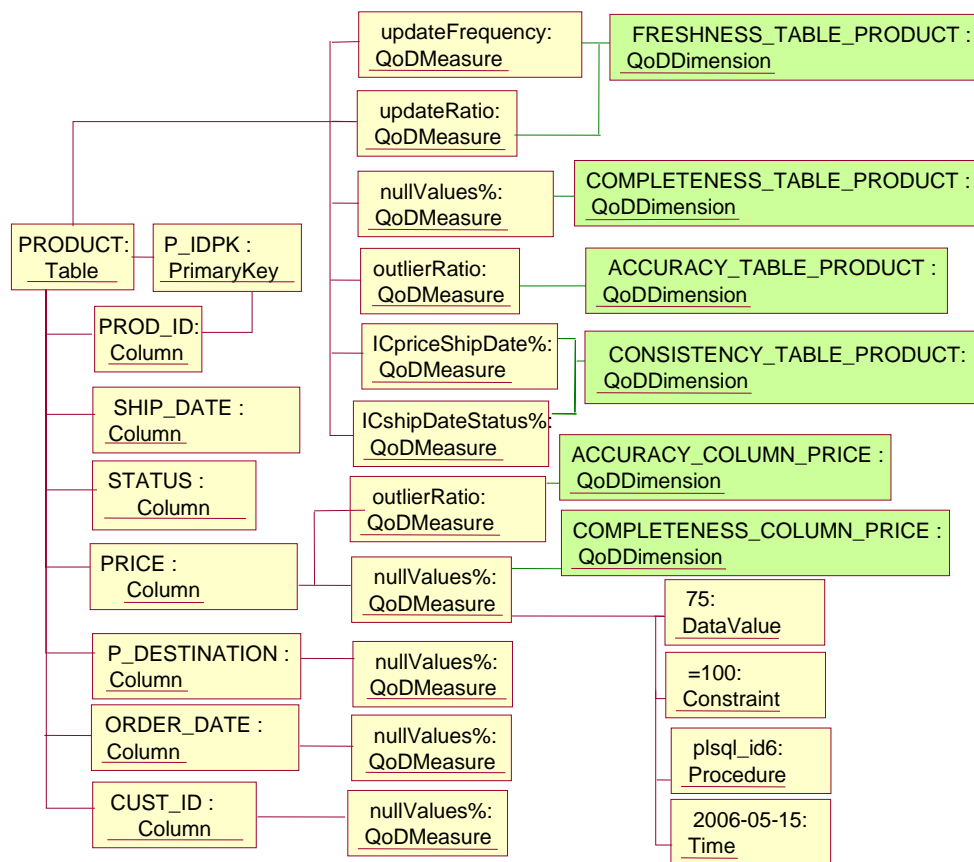 updateFrequency:
QoDMeasure
FRESHNESS_TABLE_PRODUCT :
QoDDimension
updateRatio:
QoDMeasure
nullValues%:
QoDMeasure
COMPLETENESS_TABLE_PRODUCT :
QoDDimension
PRODUCT:
Table
P_IDPK :
PrimaryKey
outlierRatio:
QoDMeasure
ACCURACY_TABLE_PRODUCT :
QoDDimension
PROD_ID:
Column
ICpriceShipDate%:
QoDMeasure
CONSISTENCY_TABLE_PRODUCT:
QoDDimension
SHIP_DATE :
Column
ICshipDateStatus%:
QoDMeasure
ACCURACY_COLUMN_PRICE :
QoDDimension
STATUS:
Column
outlierRatio:
QoDMeasure
COMPLETENESS_COLUMN_PRICE :
QoDDimension
PRICE :
Column
nullValues%:
QoDMeasure
75:
DataValue
P_DESTINATION :
Column
nullValues%:
QoDMeasure
=100:
Constraint
ORDER_DATE :
Column
nullValues%:
QoDMeasure
plsql_id6:
Procedure
CUST_ID :
Column
nullValues%:
QoDMeasure
2006-05-15:
Time